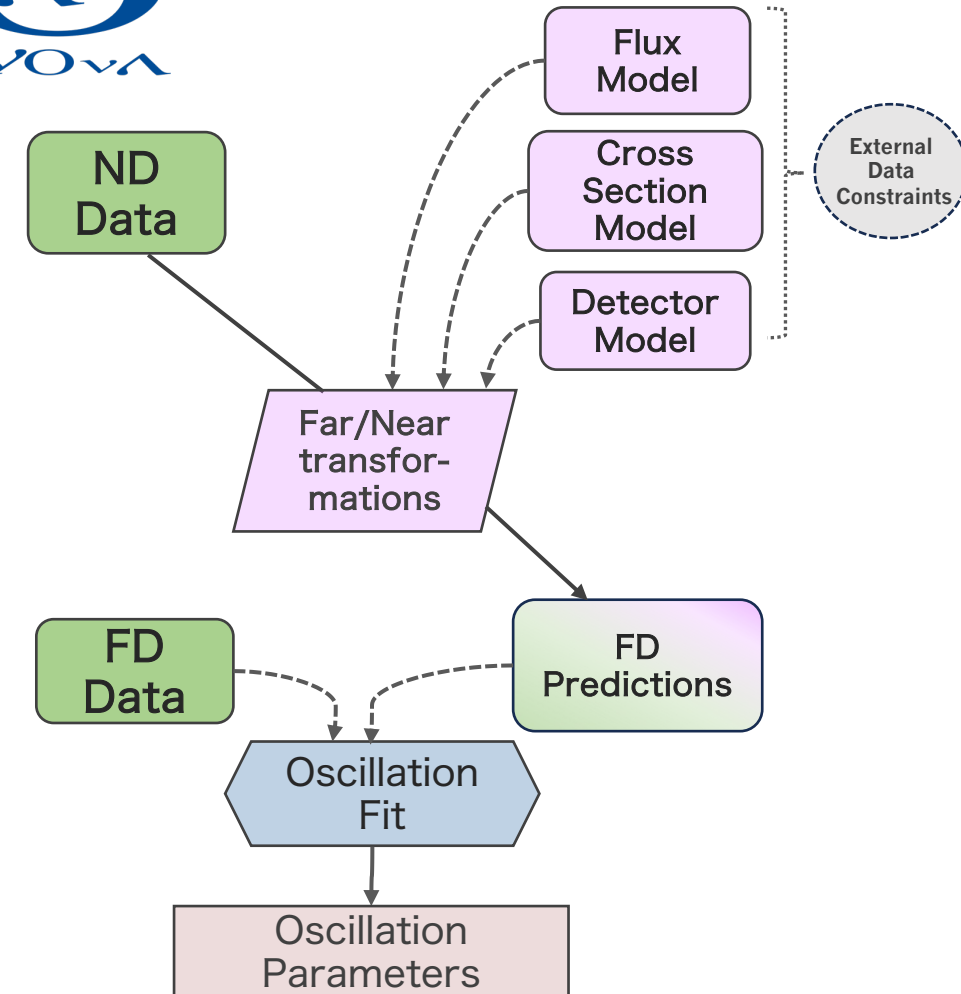 Flux
Model
ND
Data
Cross
Section
Model
External
Data
Constraints
Detector
Model
Far/Near
transfor-
mations
FD
Data
FD
Predictions
Oscillation
Fit
Oscillation
Parameters